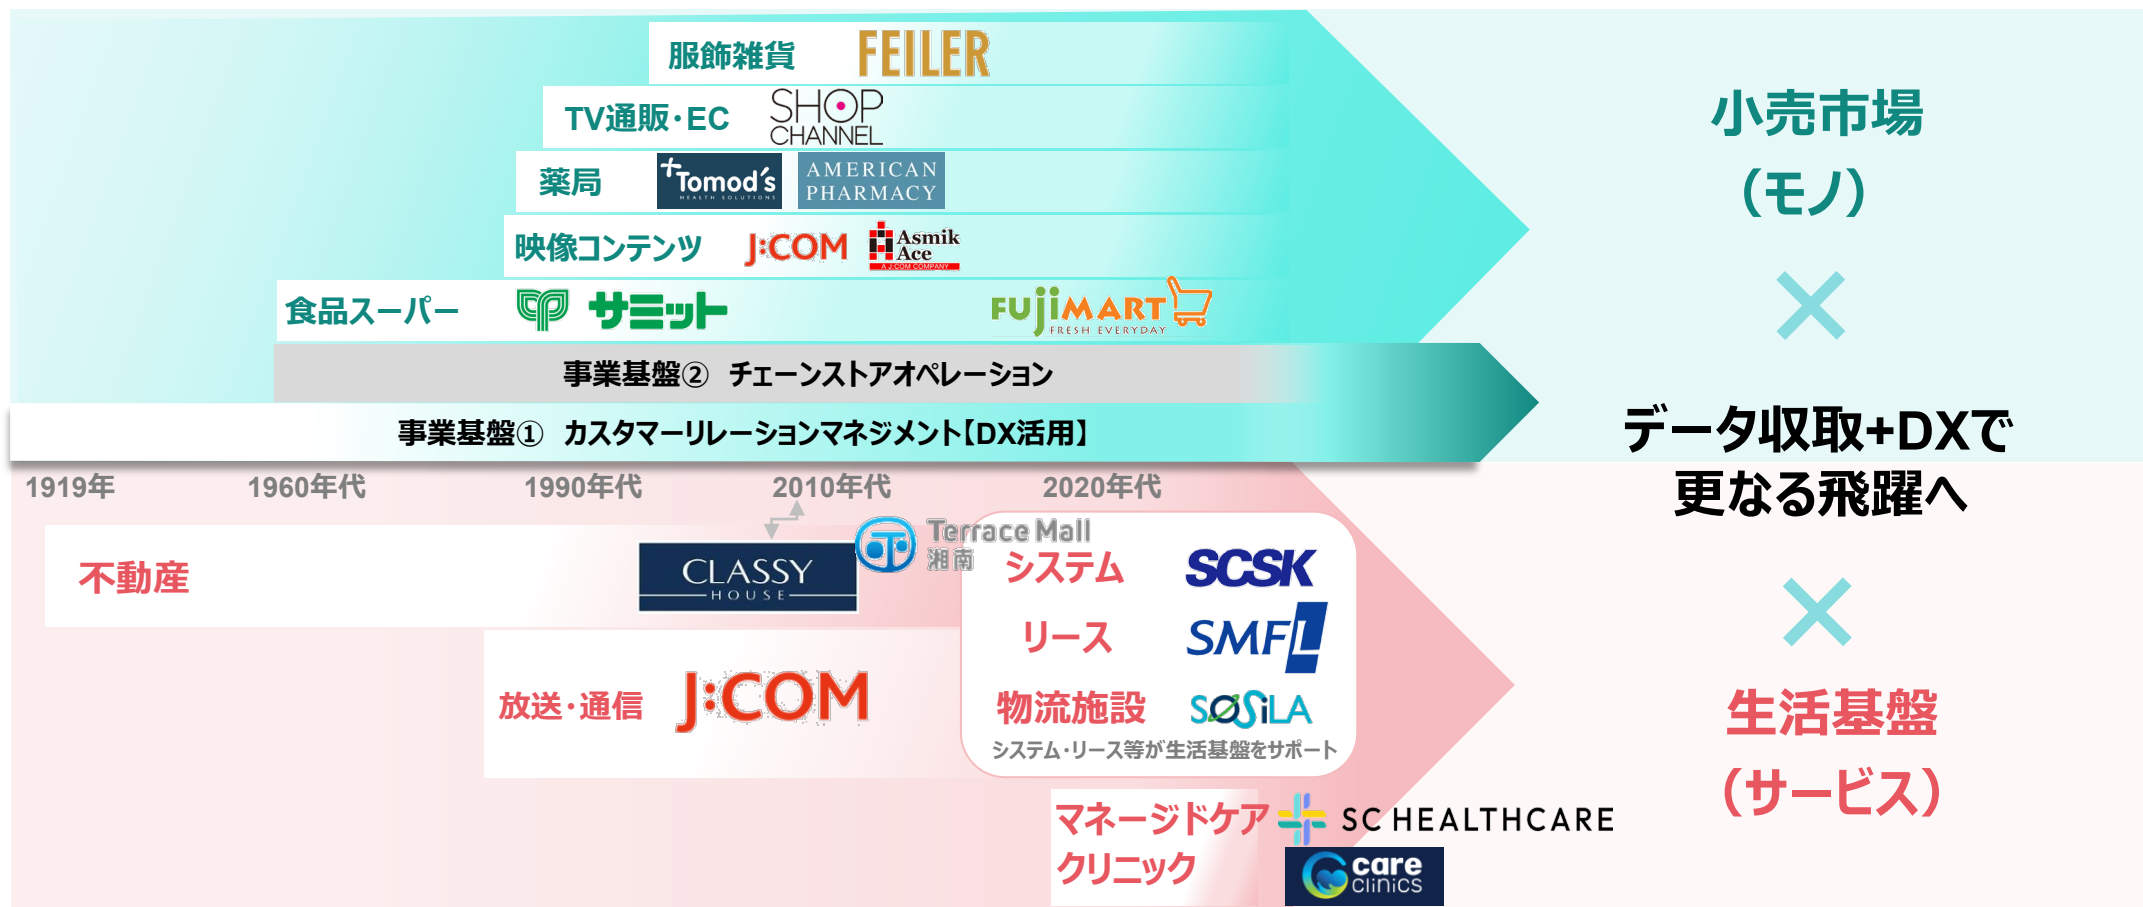 服飾雑貨
FEILER
TV通販・EC
SHOP
CHANNEL
薬局
Tomod's
HEALTH SOLUTIONS
AMERICAN
PHARMACY
映像コンテンツ
J:COM
Asmik
Ace
A J:COM COMPANY
食品スーパー
サミット
FUJIMART
FRESH EVERYDAY
事業基盤② チェーンストアオペレーション
事業基盤① カスタマーリレーションマネジメント【DX活用】
小売市場
（モノ）
×
データ収取+DXで
更なる飛躍へ
×
生活基盤
（サービス）
1919年
1960年代
1990年代
2010年代
2020年代
不動産
CLASSY
HOUSE
Terrace Mall
湘南
システム
SCSK
リース
SMFL
物流施設
SOSiLA
システム・リース等が生活基盤をサポート
放送・通信
J:COM
マネージドケア
クリニック
SC HEALTHCARE
care
clinics